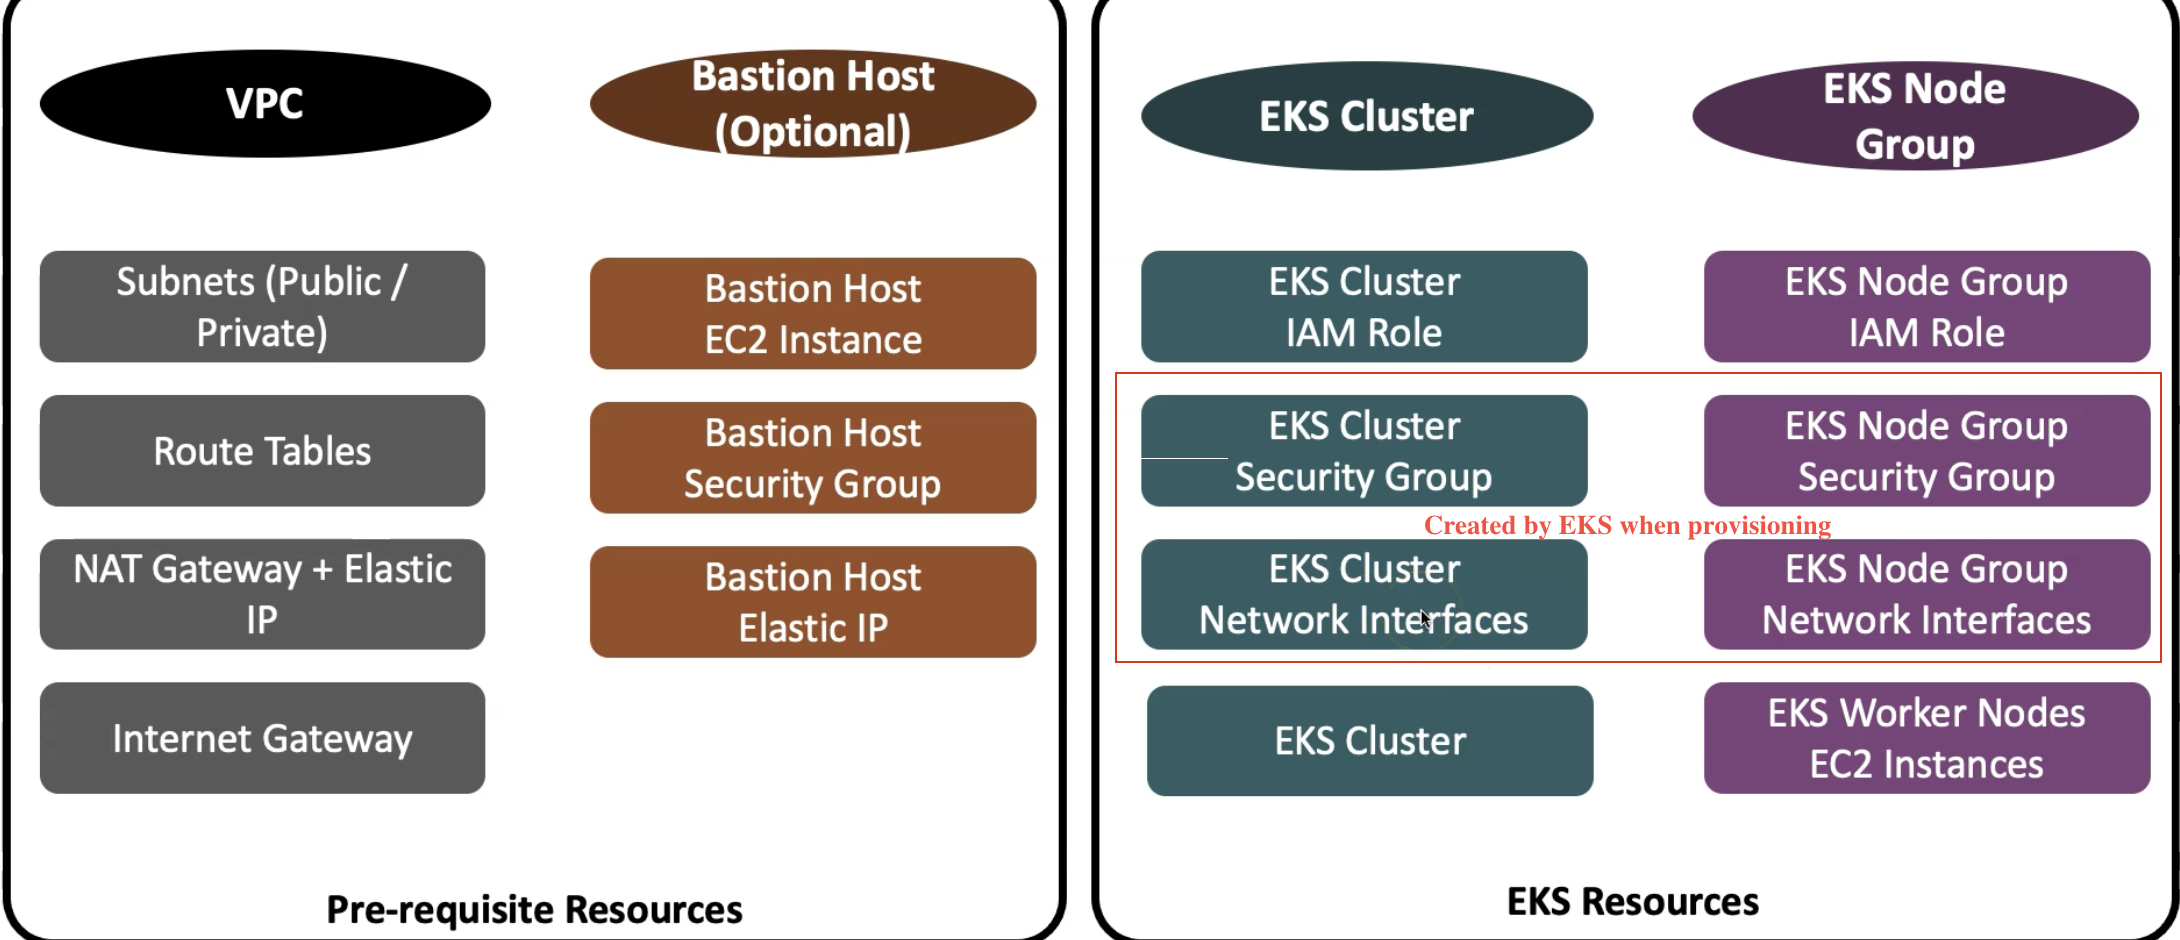 VPC
Subnets (Public /
Private)
Route Tables
NAT Gateway + Elastic
IP
Internet Gateway
Bastion Host
(Optional)
Bastion Host
EC2 Instance
Bastion Host
Security Group
Bastion Host
Elastic IP
Pre-requisite Resources
EKS Cluster
EKS Cluster
IAM Role
EKS Cluster
Security Group
EKS Cluster
Network Interfaces
EKS Cluster
EKS Node
Group
EKS Node Group
IAM Role
EKS Node Group
Security Group
EKS Node Group
Network Interfaces
EKS Worker Nodes
EC2 Instances
Created by EKS when provisioning
EKS Resources